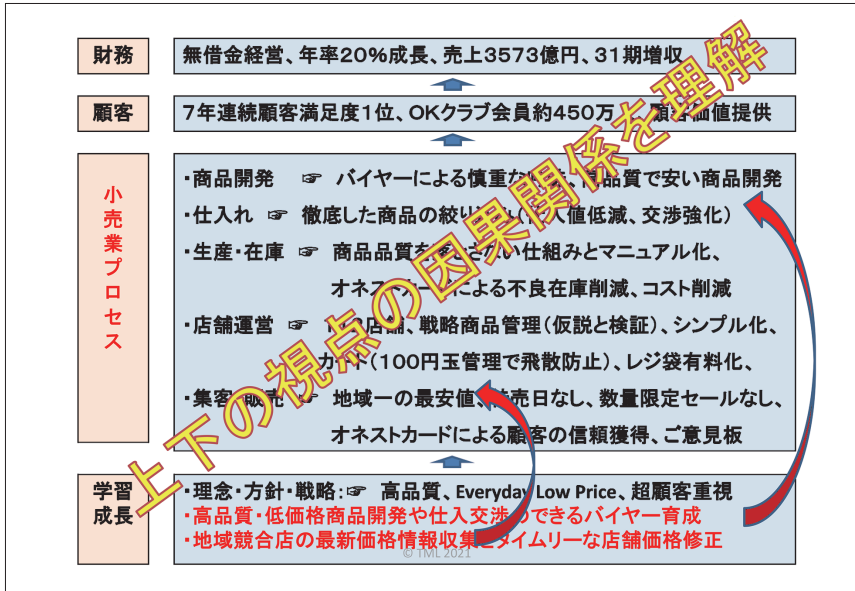 財務
無借金経営、年率20%成長、売上3573億円、31期増収
顧客
7年連続顧客満足度1位、OKクラブ会員約450万 顧客価値提供
小売業プロセス
・商品開発 ☞ バイヤーによる慎重な 品質で安い商品開発
・仕入れ ☞ 徹底した商品の絞り 値低減、交渉強化)
・生産・在庫 ☞ 商品品質を ない仕組みとマニュアル化、
オネストカードによる不良在庫削減、コスト削減
・店舗運営 ☞ 店舗、戦略商品管理(仮説と検証)、シンプル化、
カート(100円玉管理で飛散防止)、レジ袋有料化、
・集客・販売 ☞ 地域一の最安値、特売日なし、数量限定セールなし、
オネストカードによる顧客の信頼獲得、ご意見板
学習
成長
・理念・方針・戦略:☞ 高品質、Everyday Low Price、超顧客重視
・高品質・低価格商品開発や仕入交渉のできるバイヤー育成
・地域競合店の最新価格情報収集とタイムリーな店舗価格修正
© TML 2021
上下の視点の因果関係を理解